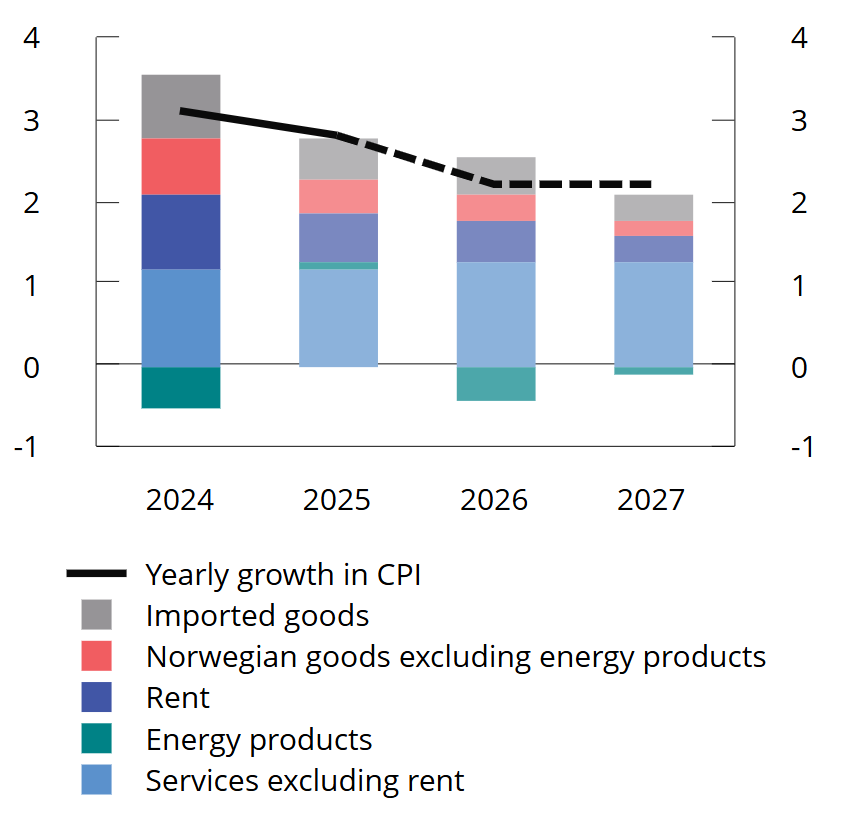 4 4
3 3
2 2
1 1
0 0
-1 -1
2024 2025 2026 2027
Yearly growth in CPI
Imported goods
Norwegian goods excluding energy products
Rent
Energy products
Services excluding rent